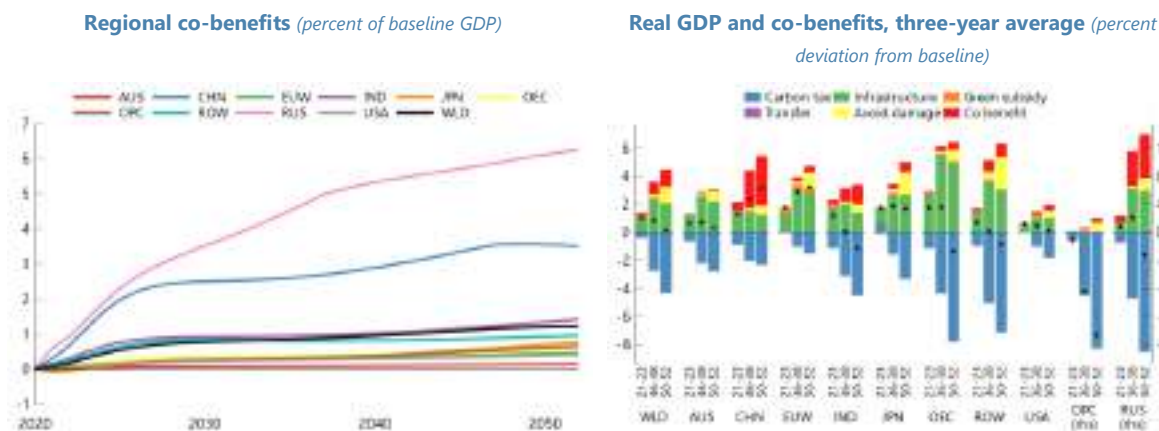 Regional co-benefits (percent of baseline GDP)
AUS CHN EUW IND JPN OEC
OPC ROW RUS USA WLD
7
6
5
4
3
2
1
0
-1
2020 2030 2040 2050
Real GDP and co-benefits, three-year average (percent
deviation from baseline)
Carbon tax Infrastructure Green subsidy
Transfer Avoid damage Co benefit
6
4
2
0
-2
-4
-6
-8
WLD AUS CHN EUW IND JPN OEC ROW USA OPC RUS
(rhs) (rhs)